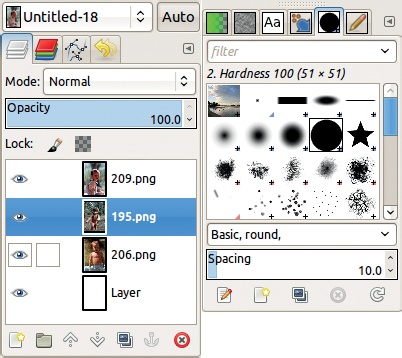 Untitled-18
Auto
Mode: Normal
Opacity
100.0
Lock:
209.png
195.png
206.png
Layer
Aa
filter
2. Hardness 100 (51 × 51)
Basic, round,
Spacing
10.0